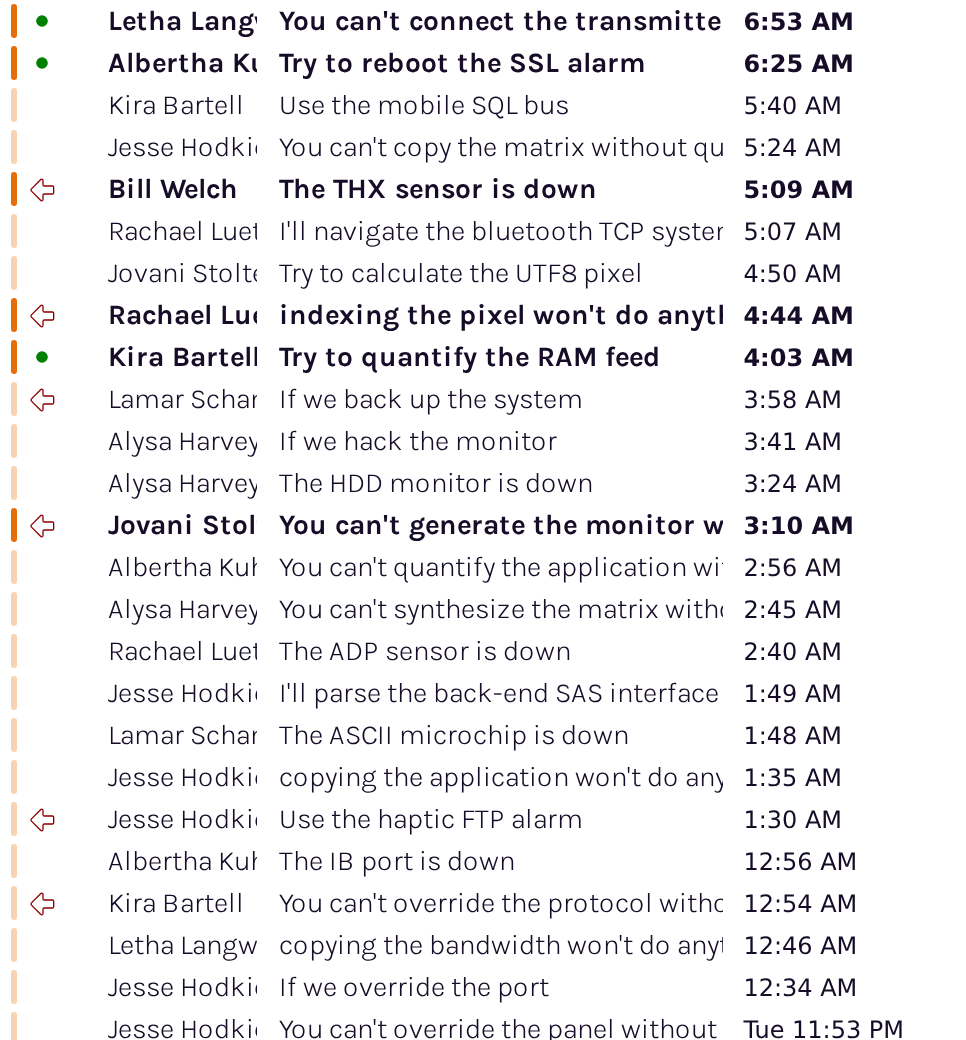 Letha Lang You can't connect the transmitte 6:53 AM
Albertha Try to reboot the SSL alarm 6:25 AM
Kira Bartell Use the mobile SQL bus 5:40 AM
Jesse Hodki You can't copy the matrix without qu 5:24 AM
Bill Welch The THX sensor is down 5:09 AM
Rachael Luet I'll navigate the bluetooth TCP 5:07 AM
Jovani Stolte Try to calculate the UTF8 pixel 4:50 AM
Rachael Lue indexing the pixel won't do 4:44 AM
Kira Bartell Try to quantify the RAM feed 4:03 AM
Lamar Schar If we back up the system 3:58 AM
Alysa Harvey If we hack the monitor 3:41 AM
Alysa Harvey The HDD monitor is down 3:24 AM
Jovani Stol You can't generate the monitor w 3:10 AM
Albertha You can't quantify the application 2:56 AM
Alysa Harvey You can't synthesize the matrix 2:45 AM
Rachael Luet The ADP sensor is down 2:40 AM
Jesse Hodki I'll parse the back-end SAS interface 1:49 AM
Lamar Schar The ASCII microchip is down 1:48 AM
Jesse Hodki copying the application won't do any 1:35 AM
Jesse Hodki Use the haptic FTP alarm 1:30 AM
Albertha The IB port is down 12:56 AM
Kira Bartell You can't override the protocol 12:54 AM
Letha Langw copying the bandwidth won't do 12:46 AM
Jesse Hodki If we override the port 12:34 AM
Jesse Hodki You can't override the panel without Tue 11:53 PM